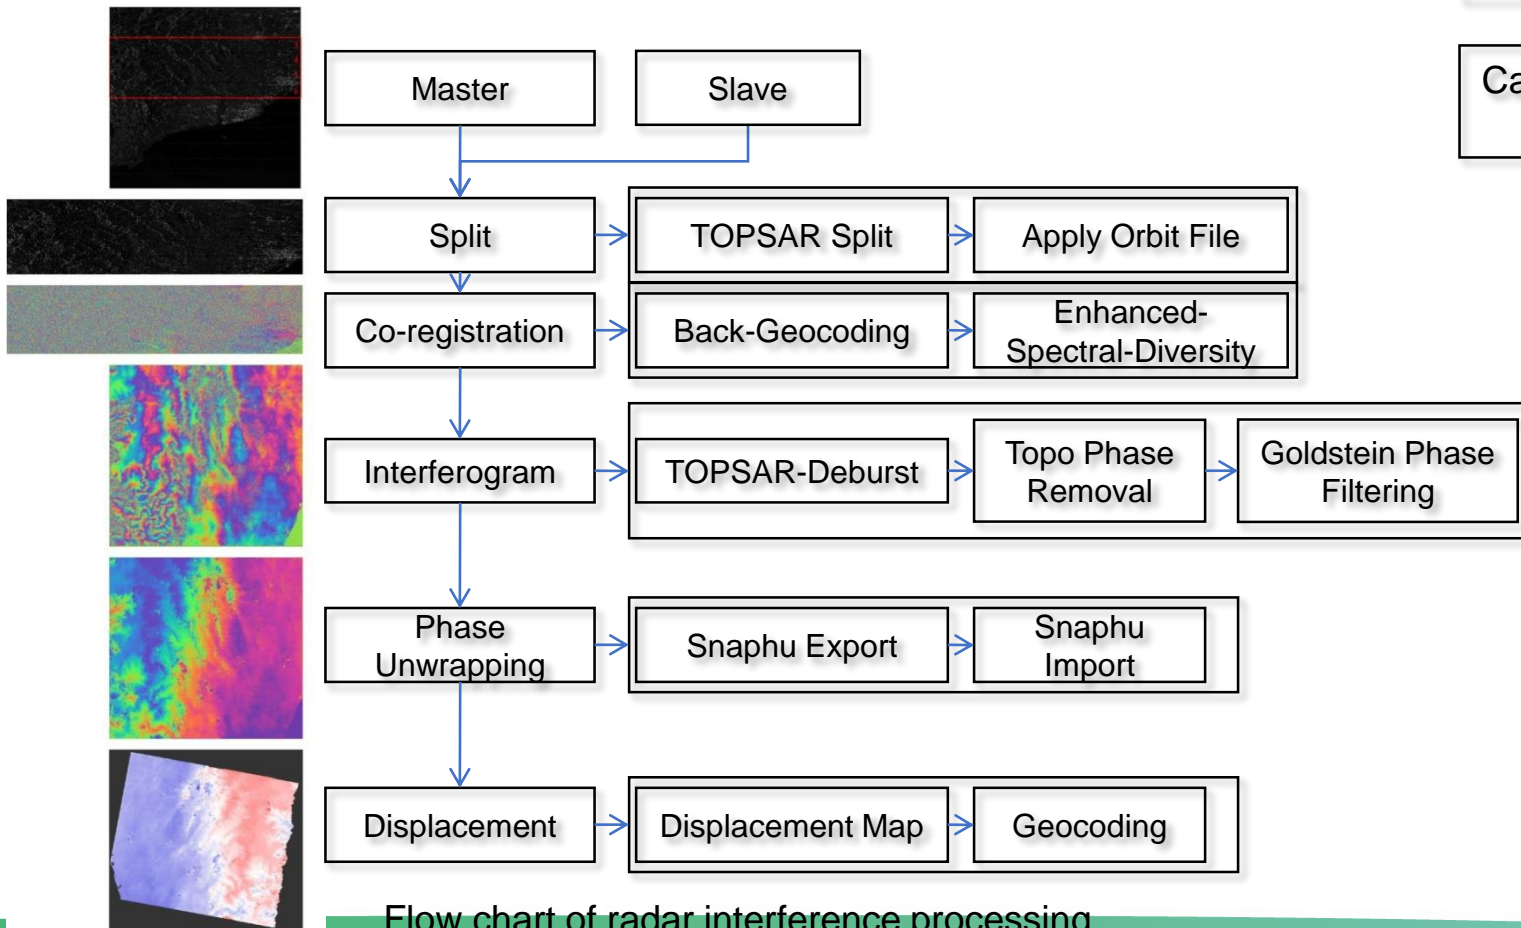 Ca
Master
Slave
Split
TOPSAR Split
Apply Orbit File
Co-registration
Back-Geocoding
Enhanced-
Spectral-Diversity
Interferogram
TOPSAR-Deburst
Topo Phase
Removal
Goldstein Phase
Filtering
Phase
Unwrapping
Snaphu Export
Snaphu
Import
Displacement
Displacement Map
Geocoding
Flow chart of radar interference processing